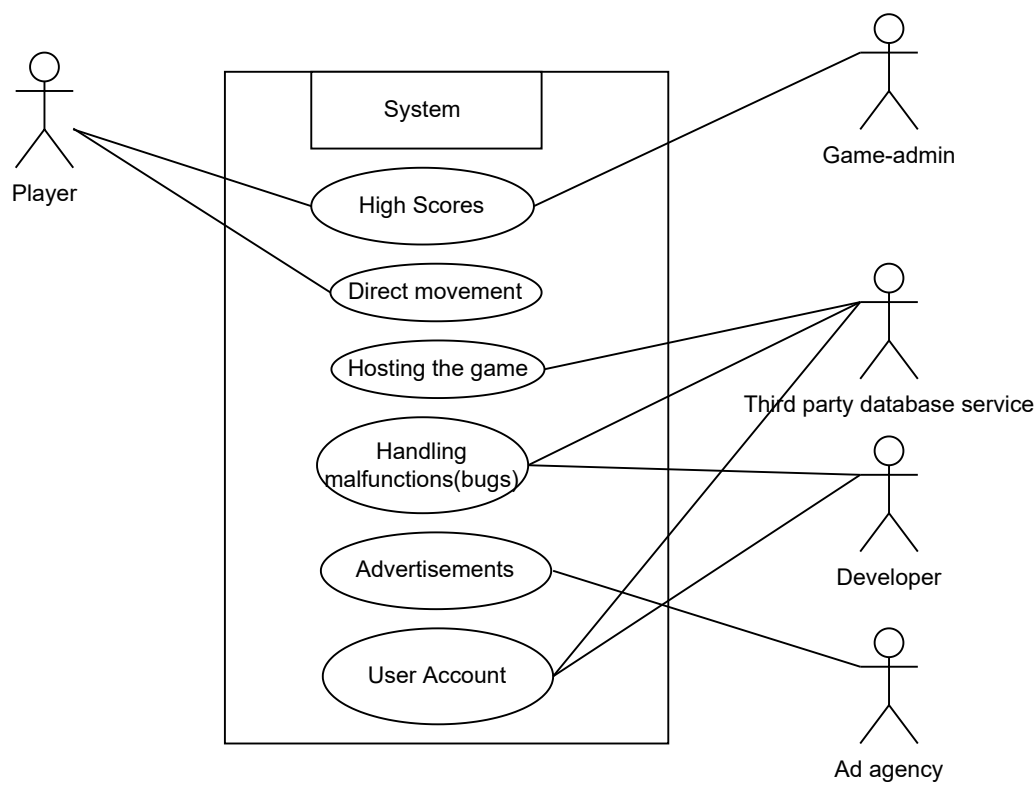 System
Player
Game-admin
High Scores
Direct movement
Hosting the game
Third party database service
Handling
malfunctions(bugs)
Advertisements
Developer
User Account
Ad agency